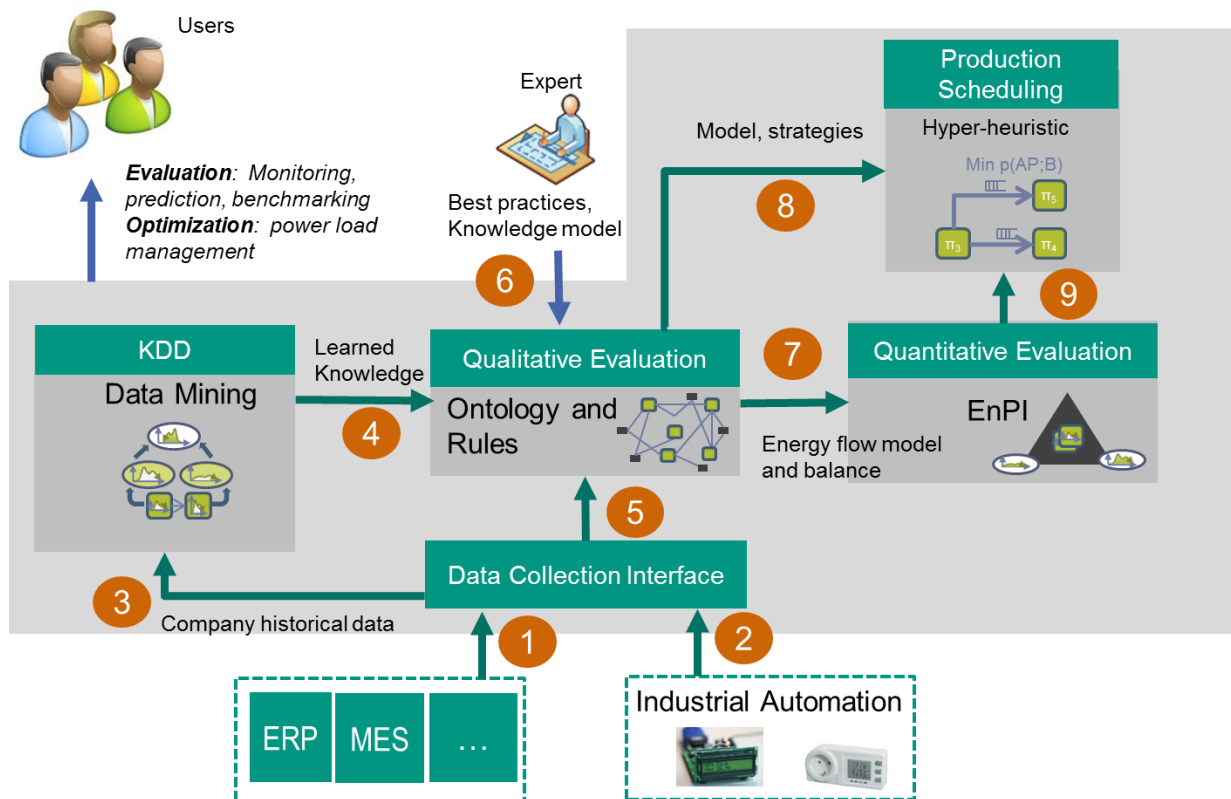 Users
Evaluation: Monitoring,
prediction, benchmarking
Optimization: power load
management
Expert
Best practices,
Knowledge model
6
Model, strategies
8
Production
Scheduling
Hyper-heuristic
Min p(AP;B)
π5
π3
π4
9
KDD
Data Mining
Learned
Knowledge
4
Qualitative Evaluation
Ontology and
Rules
7
Energy flow model
and balance
Quantitative Evaluation
EnPI
5
Data Collection Interface
3
Company historical data
1
2
ERP
MES
...
Industrial Automation